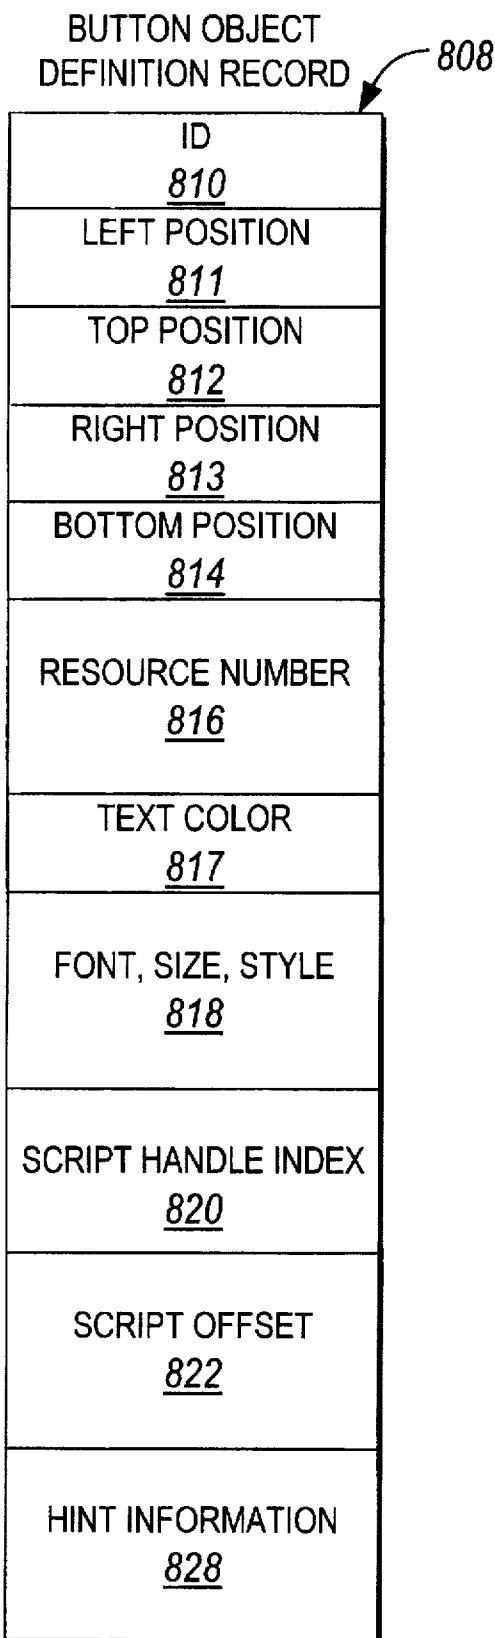 BUTTON OBJECT
DEFINITION RECORD
808
ID
810
LEFT POSITION
811
TOP POSITION
812
RIGHT POSITION
813
BOTTOM POSITION
814
RESOURCE NUMBER
816
TEXT COLOR
817
FONT, SIZE, STYLE
818
SCRIPT HANDLE INDEX
820
SCRIPT OFFSET
822
HINT INFORMATION
828